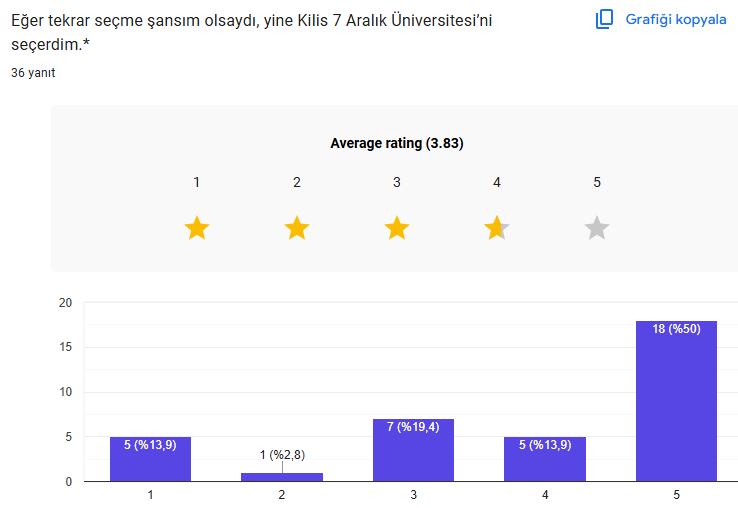 Eğer tekrar seçme şansım olsaydı, yine Kilis 7 Aralık Üniversitesi’ni
seçerdim.*
Grafiği kopyala
36 yanıt
Average rating (3.83)
1 2 3 4 5
20
15
10
5
0
5 (%13,9)
1 (%2,8)
7 (%19,4)
5 (%13,9)
18 (%50)
1 2 3 4 5